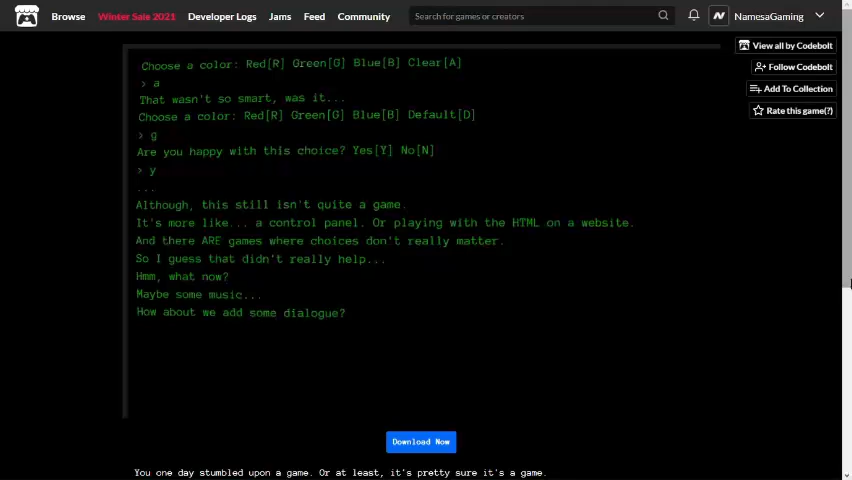 Browse Winter Sale 2021 Developer Logs Jams Feed Community Search for games or creators NamesaGaming
View all by Codebolt
Follow Codebolt
Add To Collection
Rate this game(?)
Choose a color: Red[R] Green[G] Blue[B] Clear[A]
> a
That wasn't so smart, was it...
Choose a color: Red[R] Green[G] Blue[B] Default[D]
> g
Are you happy with this choice? Yes[Y] No[N]
> y
...
Although, this still isn't quite a game.
It's more like... a control panel. Or playing with the HTML on a website.
And there ARE games where choices don't really matter.
So I guess that didn't really help...
Hmm, what now?
Maybe some music...
How about we add some dialogue?
Download Now
You one day stumbled upon a game. Or at least, it's pretty sure it's a game.